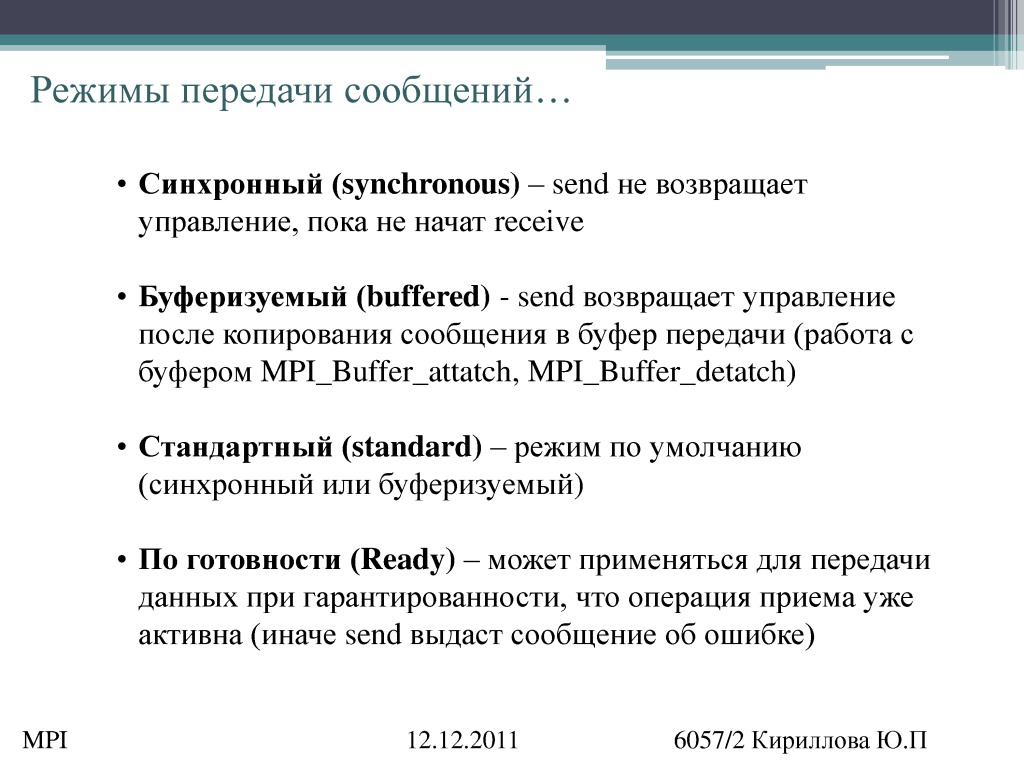 Режимы передачи сообщений…
• Синхронный (synchronous) – send не возвращает
управление, пока не начат receive
• Буферизуемый (buffered) - send возвращает управление
после копирования сообщения в буфер передачи (работа с
буфером MPI_Buffer_attatch, MPI_Buffer_detatch)
• Стандартный (standard) – режим по умолчанию
(синхронный или буферизуемый)
• По готовности (Ready) – может применяться для передачи
данных при гарантированности, что операция приема уже
активна (иначе send выдаст сообщение об ошибке)
MPI 12.12.2011 6057/2 Кириллова Ю.П